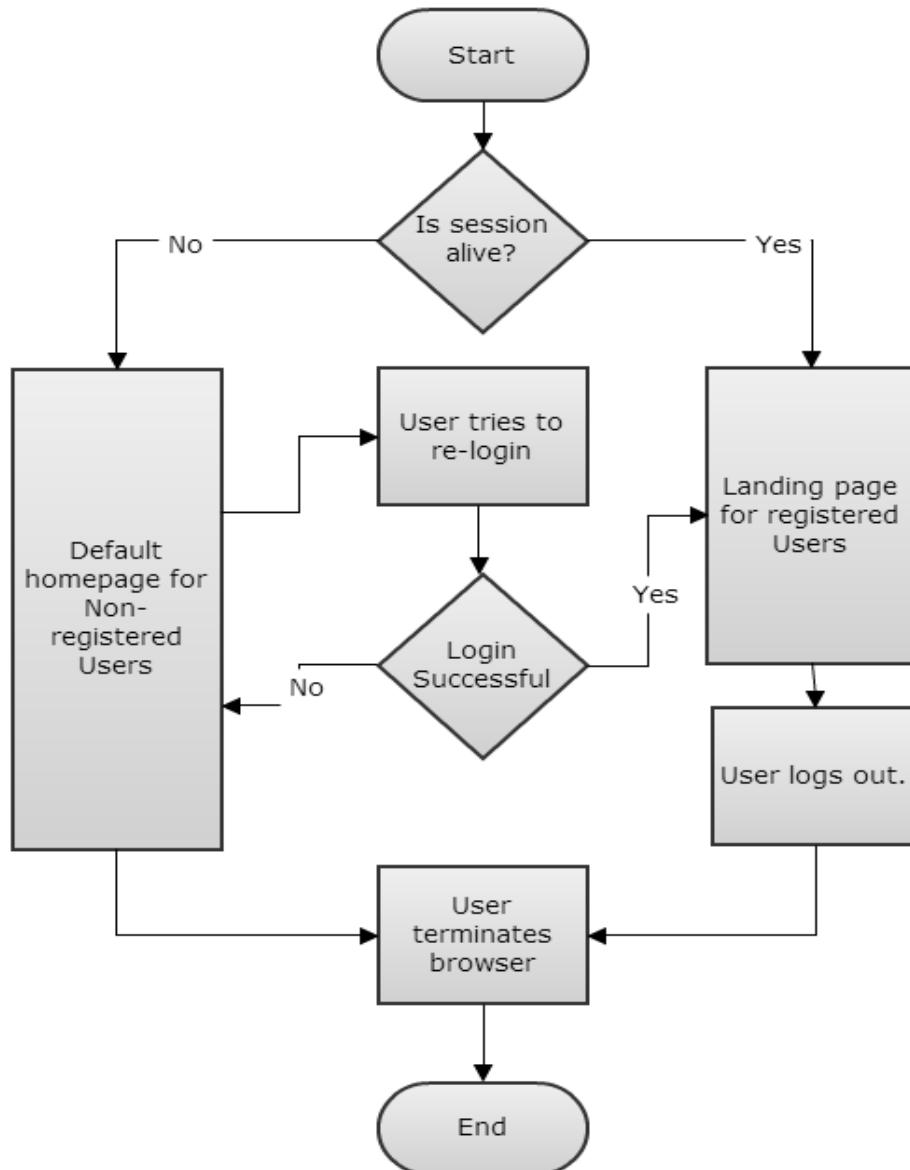 Start
Is session
alive?
No
Yes
User tries to
re-login
Landing page
for registered
Users
Default
homepage for
Non-
registered
Users
Yes
Login
Successful
No
User logs out.
User
terminates
browser
End